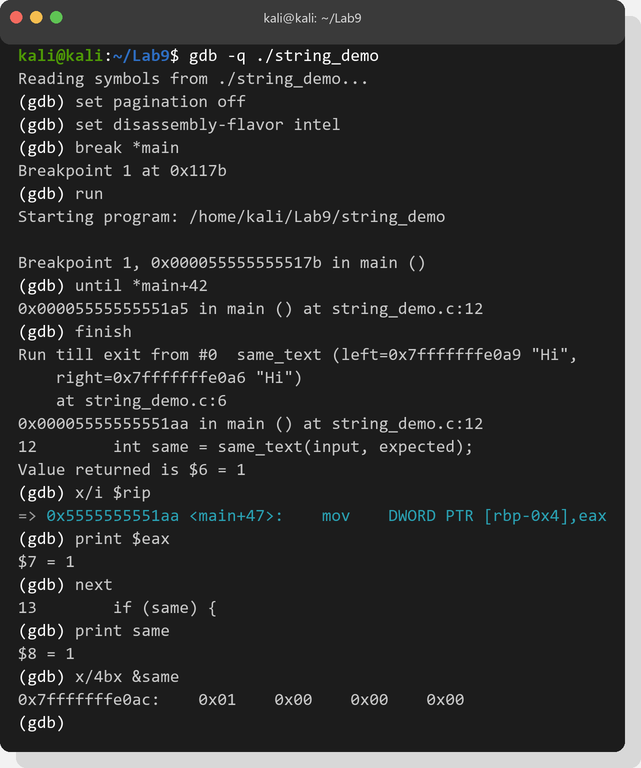 kali@kali: ~/Lab9
kali@kali:~/Lab9$ gdb -q ./string_demo
Reading symbols from ./string_demo...
(gdb) set pagination off
(gdb) set disassembly-flavor intel
(gdb) break *main
Breakpoint 1 at 0x117b
(gdb) run
Starting program: /home/kali/Lab9/string_demo
Breakpoint 1, 0x000055555555517b in main ()
(gdb) until *main+42
0x00005555555551a5 in main () at string_demo.c:12
(gdb) finish
Run till exit from #0  same_text (left=0x7fffffffe0a9 "Hi",
    right=0x7fffffffe0a6 "Hi")
    at string_demo.c:6
0x00005555555551aa in main () at string_demo.c:12
12        int same = same_text(input, expected);
Value returned is $6 = 1
(gdb) x/i $rip
=> 0x5555555551aa <main+47>:    mov    DWORD PTR [rbp-0x4],eax
(gdb) print $eax
$7 = 1
(gdb) next
13        if (same) {
(gdb) print same
$8 = 1
(gdb) x/4bx &same
0x7fffffffe0ac:    0x01    0x00    0x00    0x00
(gdb)